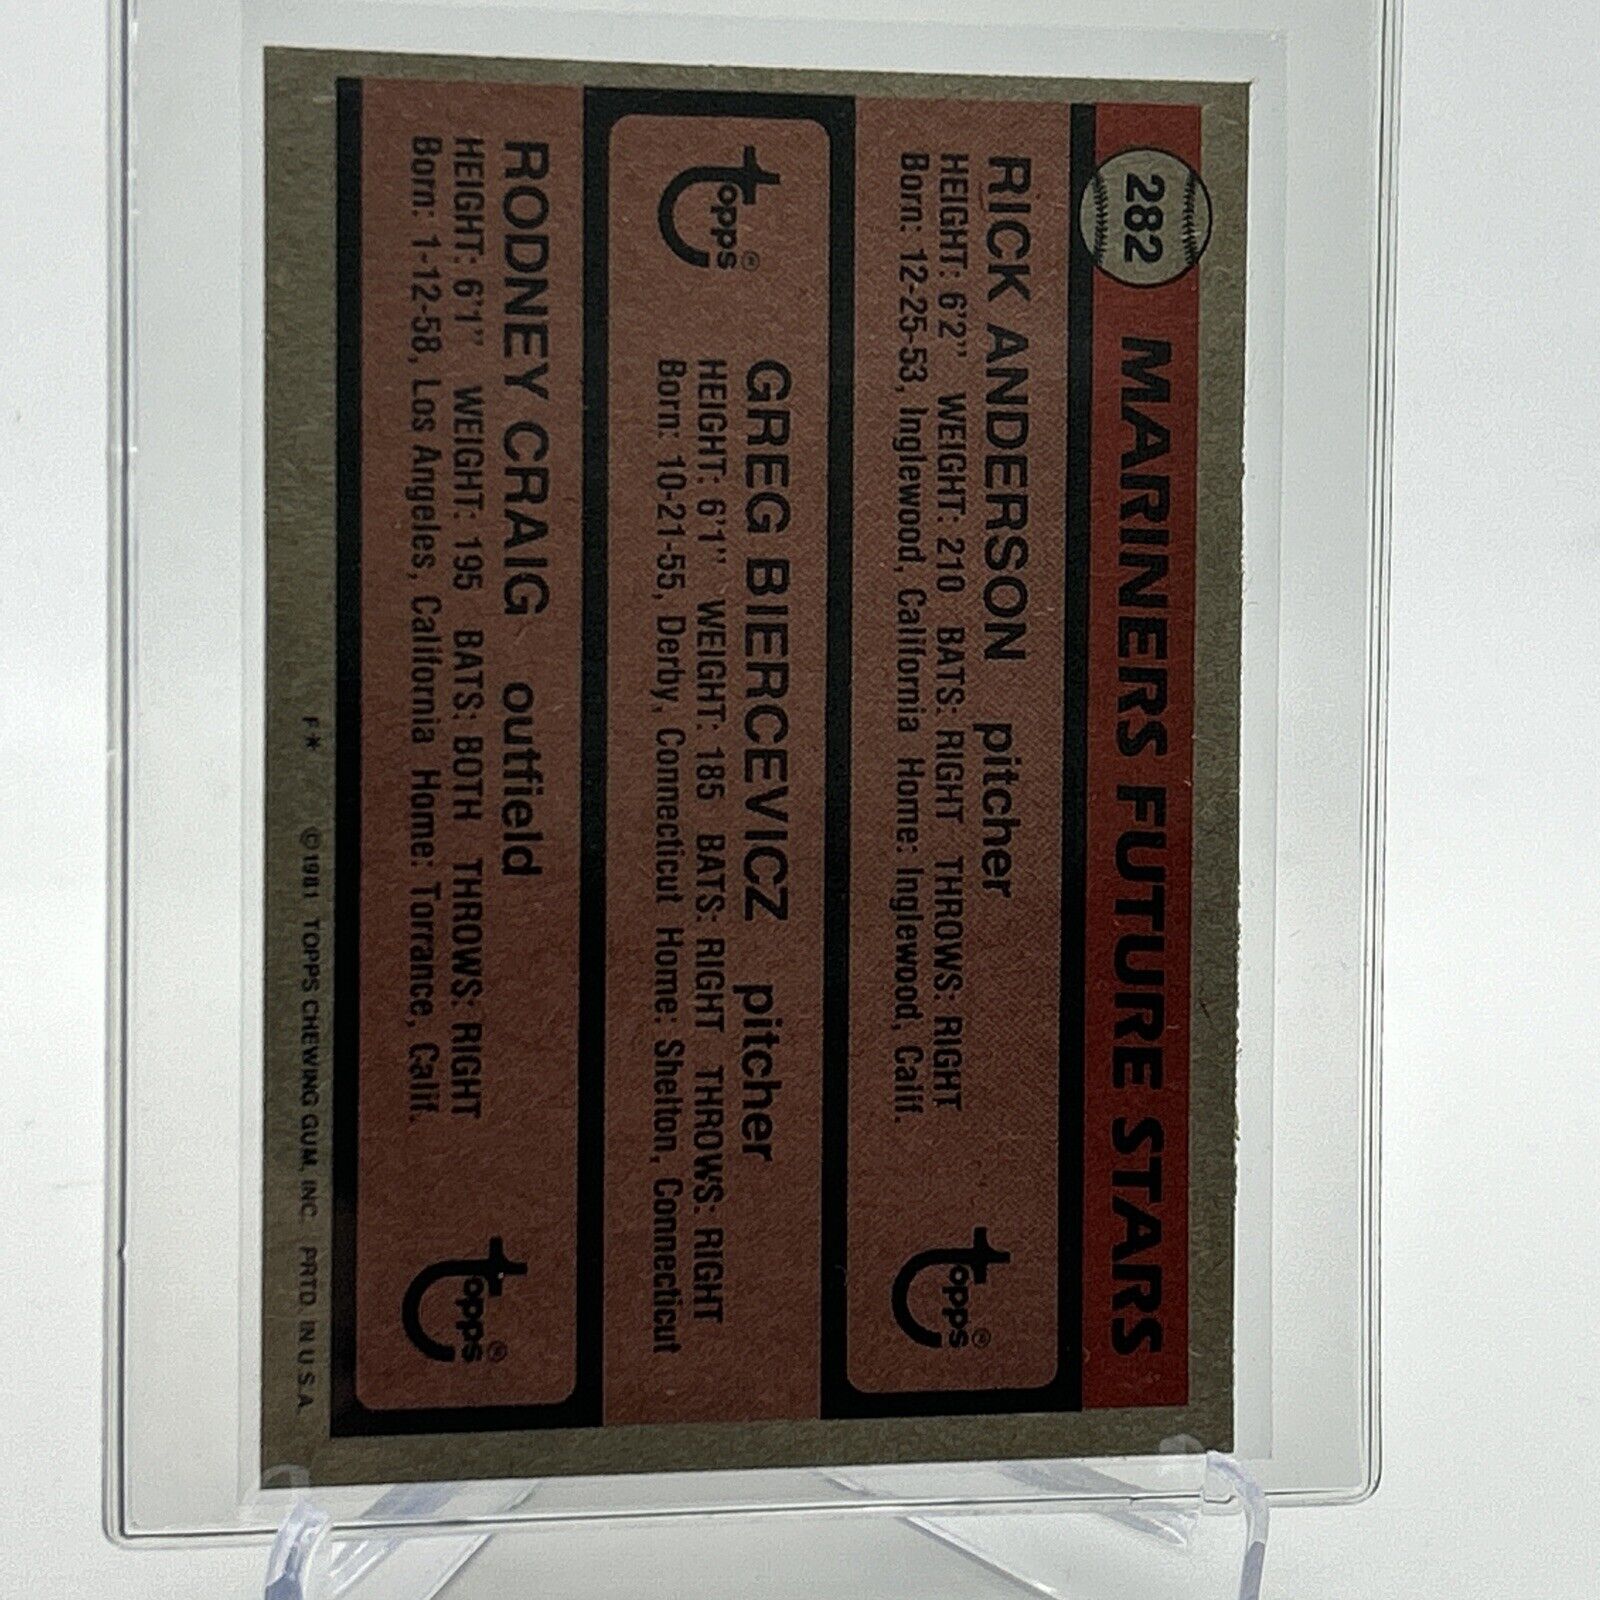 282 MARINERS FUTURE STARS
RICK ANDERSON pitcher
HEIGHT: 6'2" WEIGHT: 210 BATS: RIGHT THROWS: RIGHT
Born: 12-25-53, Inglewood, California Home: Inglewood, Calif.
topps®
topps®
GREG BIERCEVICZ pitcher
HEIGHT: 6'1" WEIGHT: 185 BATS: RIGHT THROWS: RIGHT
Born: 10-21-55, Derby, Connecticut Home: Shelton, Connecticut
RODNEY CRAIG outfield
HEIGHT: 6'1" WEIGHT: 195 BATS: BOTH THROWS: RIGHT
Born: 1-12-58, Los Angeles, California Home: Torrance, Calif.
topps®
F* © 1981 TOPPS CHEWING GUM, INC. PRTD. IN U.S.A.